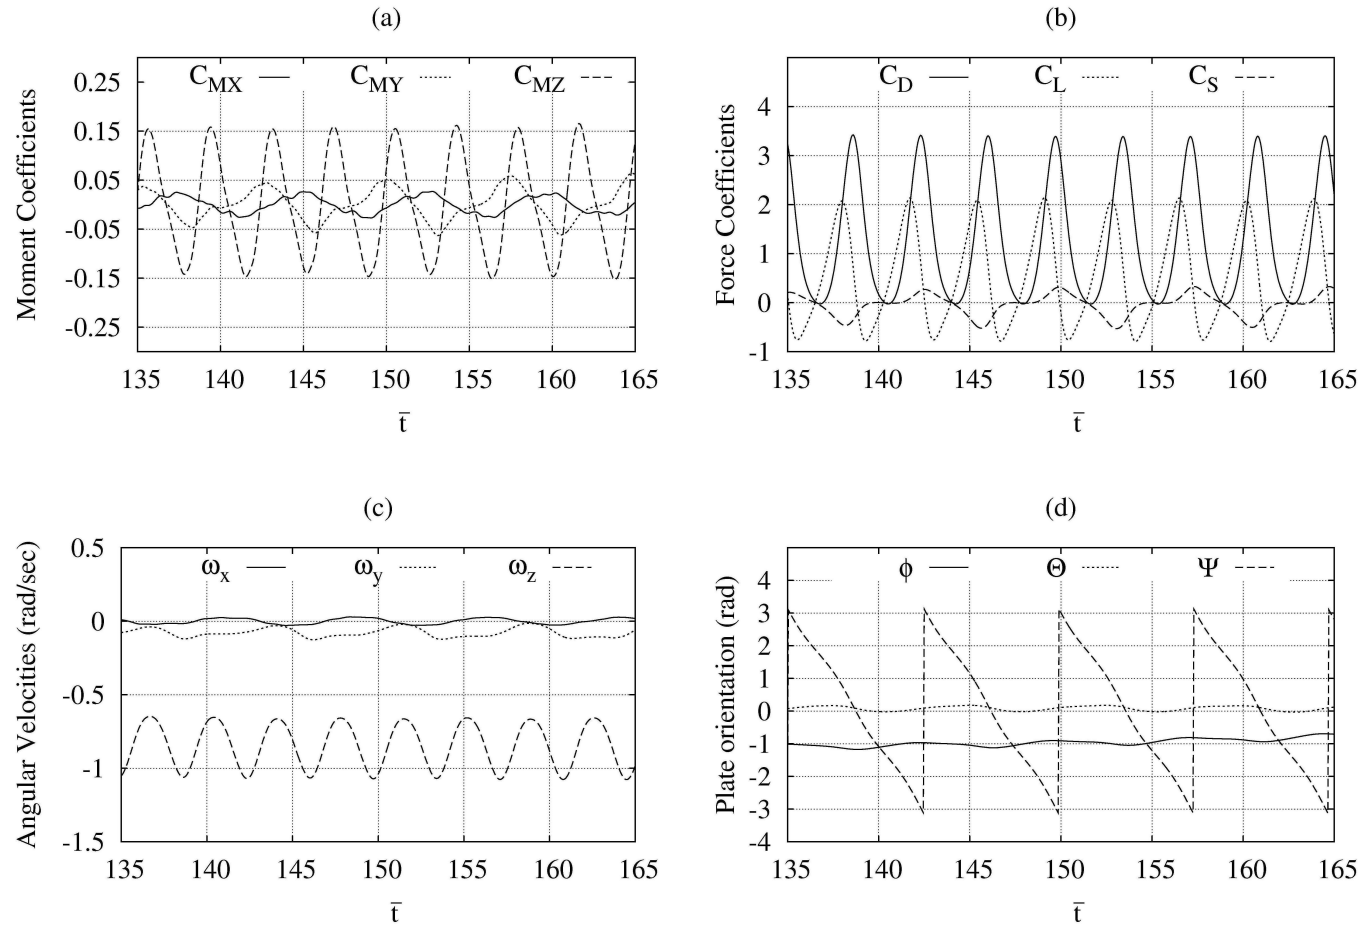 (a)
C_MX C_MY C_MZ
Moment Coefficients
0.25
0.15
0.05
-0.05
-0.15
-0.25
135 140 145 150 155 160 165
t̅
(b)
C_D C_L C_S
Force Coefficients
4
3
2
1
0
-1
135 140 145 150 155 160 165
t̅
(c)
ω_x ω_y ω_z
Angular Velocities (rad/sec)
0.5
0
-0.5
-1
-1.5
135 140 145 150 155 160 165
t̅
(d)
ϕ Θ Ψ
Plate orientation (rad)
4
3
2
1
0
-1
-2
-3
-4
135 140 145 150 155 160 165
t̅